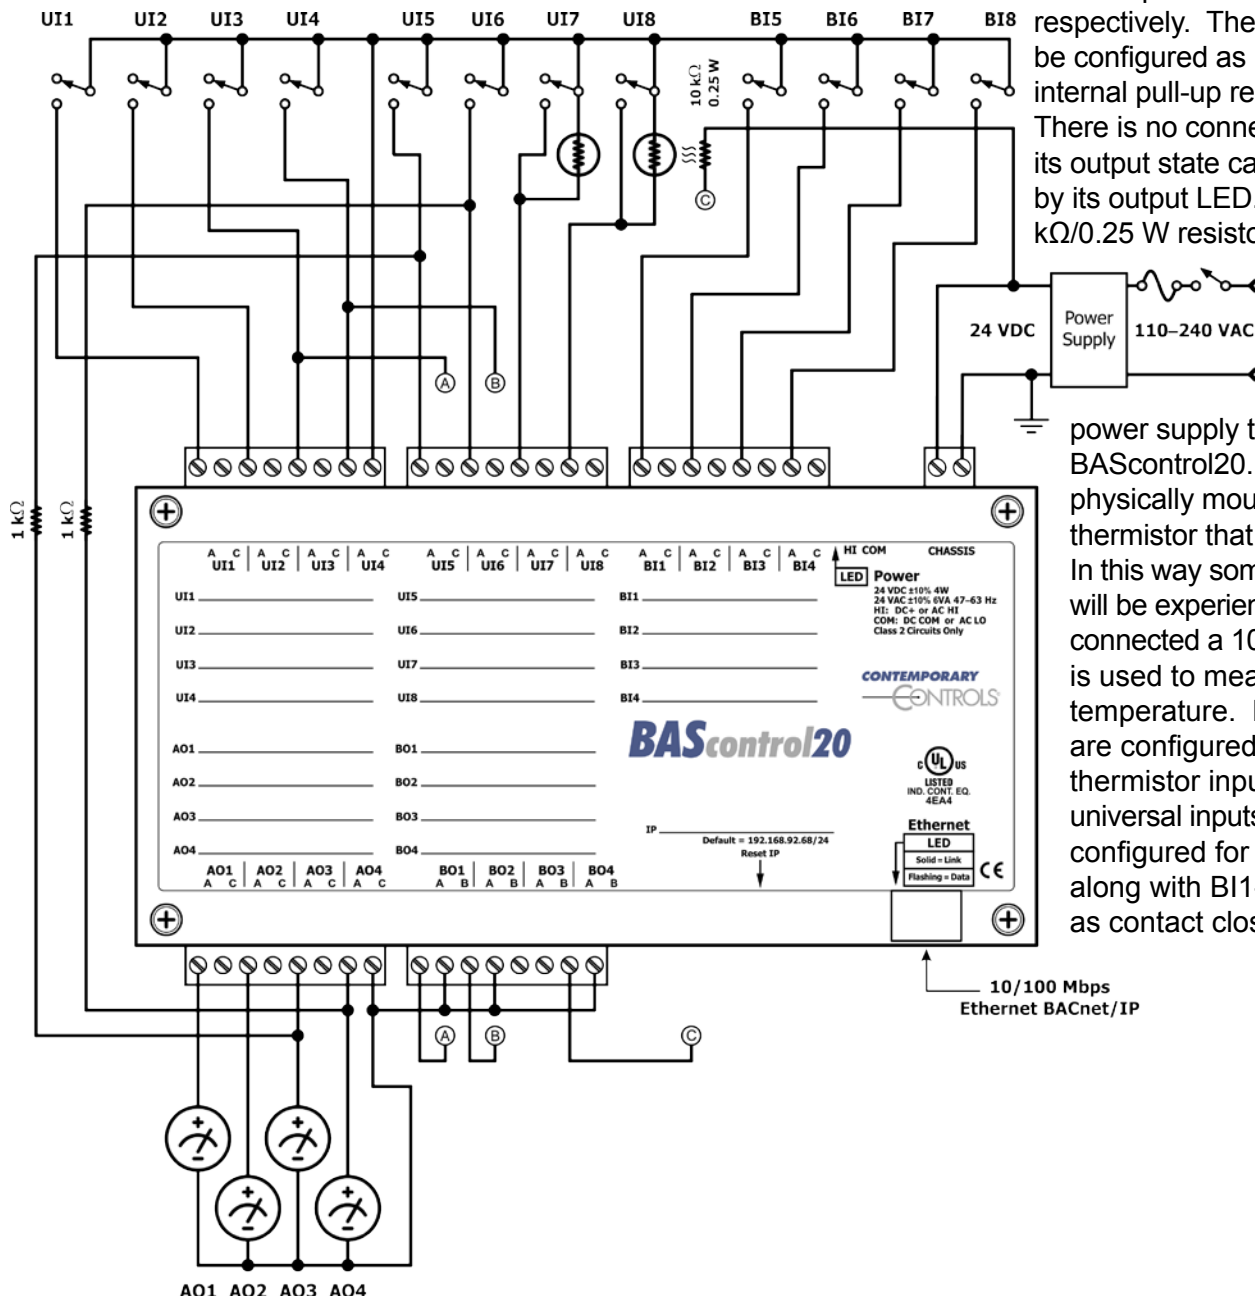 UI1 UI2 UI3 UI4 UI5 UI6 UI7 UI8 BI5 BI6 BI7 BI8
10 kΩ
0.25 W
C
respectively. The
be configured as
internal pull-up re
There is no conne
its output state ca
by its output LED.
kΩ/0.25 W resisto
24 VDC
Power
Supply
110–240 VAC
A B
power supply t
BAScontrol20.
physically mou
thermistor that
In this way som
will be experien
connected a 10
is used to mea
temperature.
are configured
thermistor inpu
universal inputs
configured for
along with BI1
as contact clos
1 kΩ
1 kΩ
A C A C A C A C A C A C A C A C A C A C A C A C HI COM CHASSIS
UI1 UI2 UI3 UI4 UI5 UI6 UI7 UI8 BI1 BI2 BI3 BI4
LED Power
24 VDC ±10% 4W
24 VAC ±10% 6VA 47–63 Hz
HI: DC+ or AC HI
COM: DC COM or AC LO
Class 2 Circuits Only
UI1 UI5 BI1
UI2 UI6 BI2
UI3 UI7 BI3
UI4 UI8 BI4
CONTEMPORARY
CONTROLS
BAScontrol20
AO1 BO1
AO2 BO2
AO3 BO3
AO4 BO4
C UL US
LISTED
IND. CONT. EQ.
4EA4
IP
Default = 192.168.92.68/24
Reset IP
Ethernet
LED
Solid = Link
Flashing = Data
CE
AO1 AO2 AO3 AO4 BO1 BO2 BO3 BO4
A C A C A C A C A B A B A B A B
10/100 Mbps
Ethernet BACnet/IP
A B C
+ + + +
– – – –
AO1 AO2 AO3 AO4